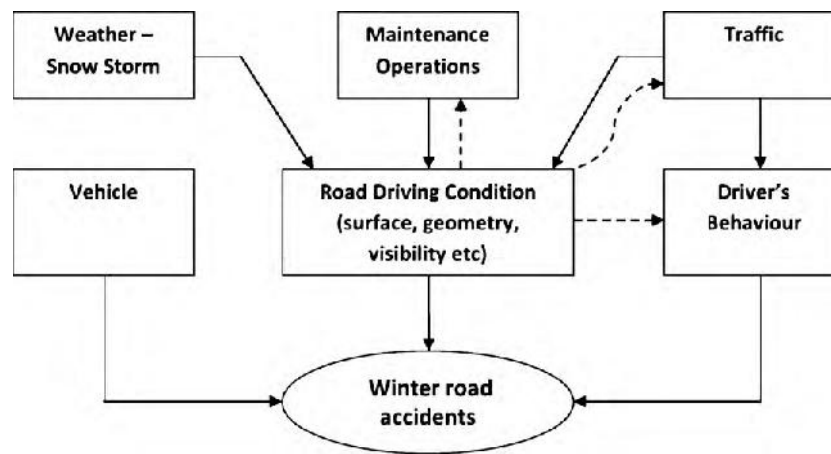 Weather –
Snow Storm
Maintenance
Operations
Traffic
Vehicle
Road Driving Condition
(surface, geometry,
visibility etc)
Driver's
Behaviour
Winter road
accidents